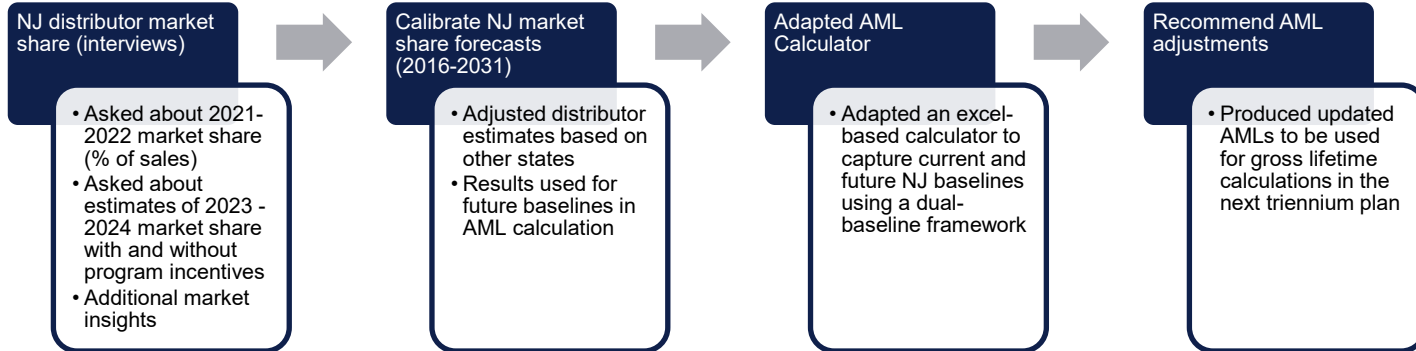 NJ distributor market
share (interviews)
• Asked about 2021-
2022 market share
(% of sales)
• Asked about
estimates of 2023 -
2024 market share
with and without
program incentives
• Additional market
insights
Calibrate NJ market
share forecasts
(2016-2031)
• Adjusted distributor
estimates based on
other states
• Results used for
future baselines in
AML calculation
Adapted AML
Calculator
• Adapted an excel-
based calculator to
capture current and
future NJ baselines
using a dual-
baseline framework
Recommend AML
adjustments
• Produced updated
AMLs to be used
for gross lifetime
calculations in the
next triennium plan